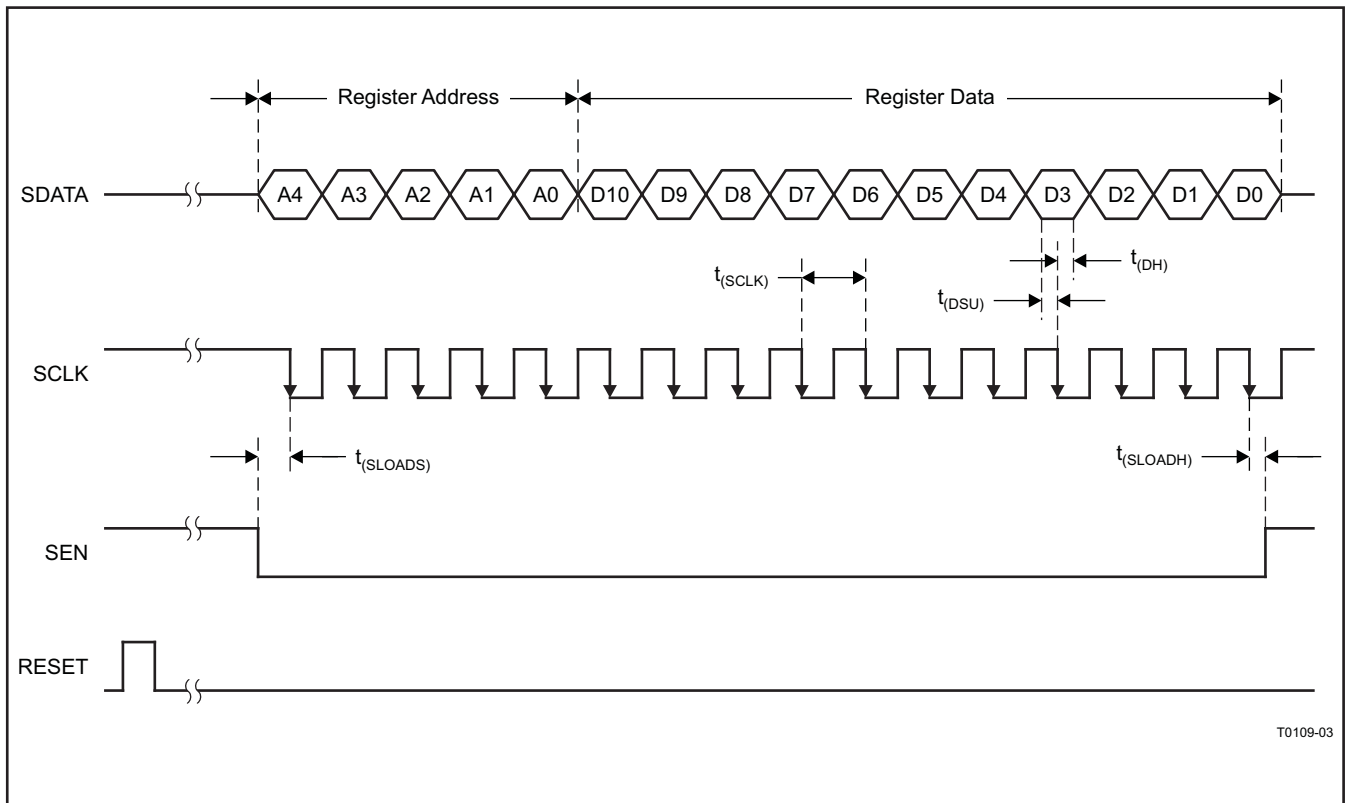 Register Address
Register Data
SDATA
A4 A3 A2 A1 A0 D10 D9 D8 D7 D6 D5 D4 D3 D2 D1 D0
t(SCLK)
t(DH)
t(DSU)
SCLK
t(SLOADS)
t(SLOADH)
SEN
RESET
T0109-03